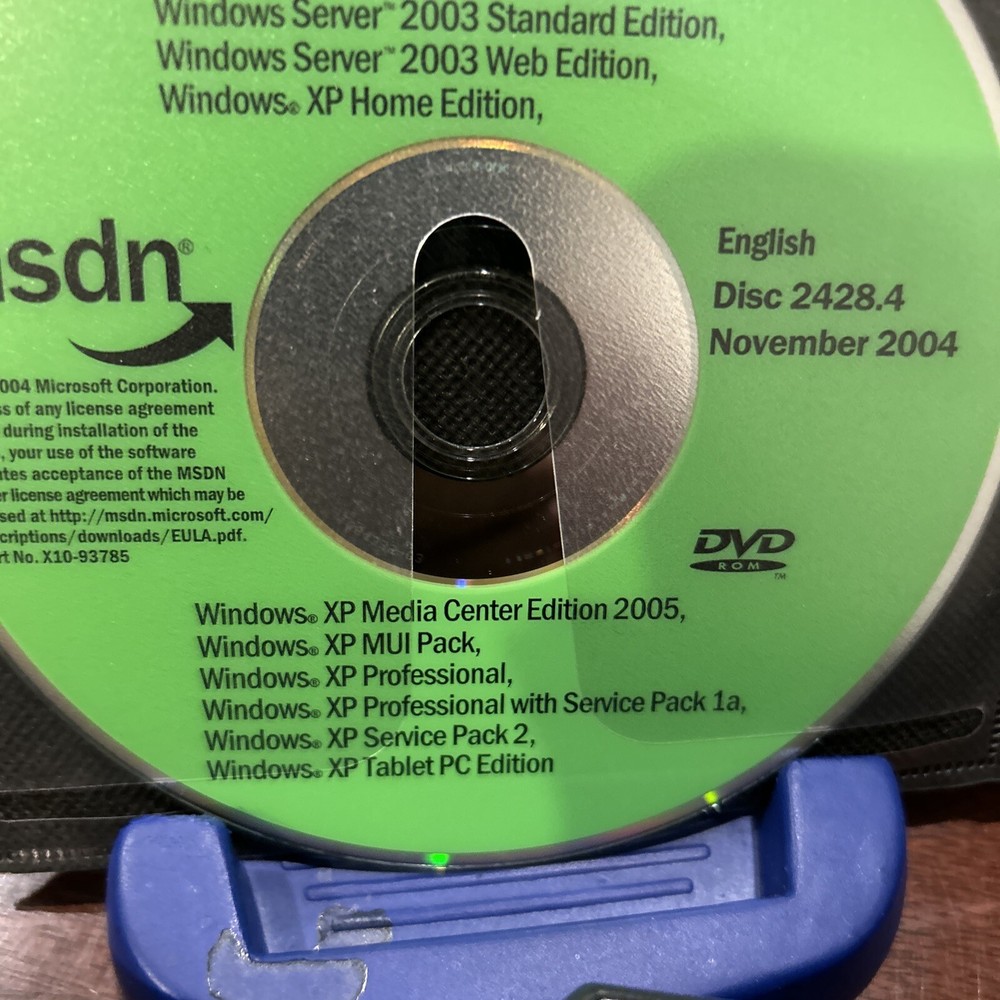 Windows Server™ 2003 Standard Edition,
Windows Server™ 2003 Web Edition,
Windows® XP Home Edition,
msdn®
English
Disc 2428.4
November 2004
2004 Microsoft Corporation.
of any license agreement
during installation of the
, your use of the software
acceptance of the MSDN
license agreement which may be
at http://msdn.microsoft.com/
subscriptions/downloads/EULA.pdf.
Part No. X10-93785
DVD
ROM
™
Windows® XP Media Center Edition 2005,
Windows® XP MUI Pack,
Windows® XP Professional,
Windows® XP Professional with Service Pack 1a,
Windows® XP Service Pack 2,
Windows® XP Tablet PC Edition